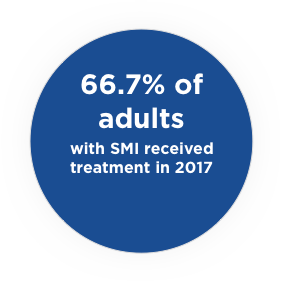 66.7% of
adults
with SMI received
treatment in 2017